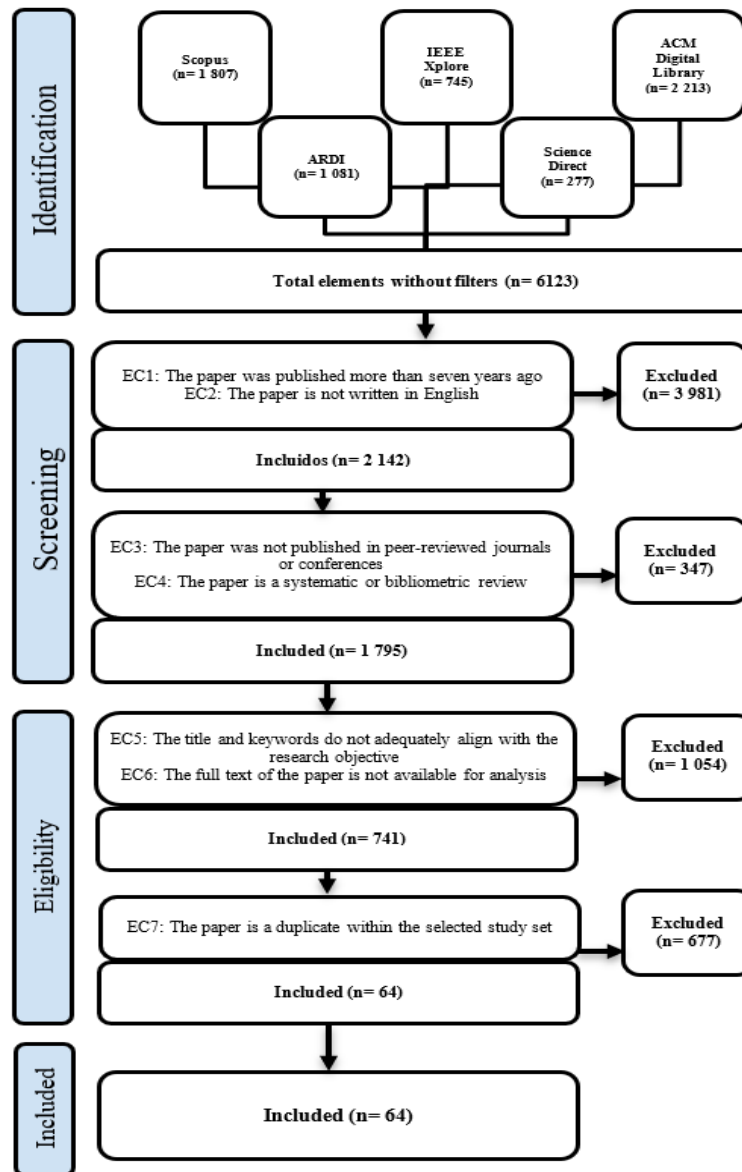 Identification
Scopus
(n= 1 807)
IEEE
Xplore
(n= 745)
ACM
Digital
Library
(n= 2 213)
ARDI
(n= 1 081)
Science
Direct
(n= 277)
Total elements without filters (n= 6123)
Screening
EC1: The paper was published more than seven years ago
EC2: The paper is not written in English
Excluded
(n= 3 981)
Incluidos (n= 2 142)
EC3: The paper was not published in peer-reviewed journals
or conferences
EC4: The paper is a systematic or bibliometric review
Excluded
(n= 347)
Included (n= 1 795)
Eligibility
EC5: The title and keywords do not adequately align with the
research objective
EC6: The full text of the paper is not available for analysis
Excluded
(n= 1 054)
Included (n= 741)
EC7: The paper is a duplicate within the selected study set
Excluded
(n= 677)
Included (n= 64)
Included
Included (n= 64)